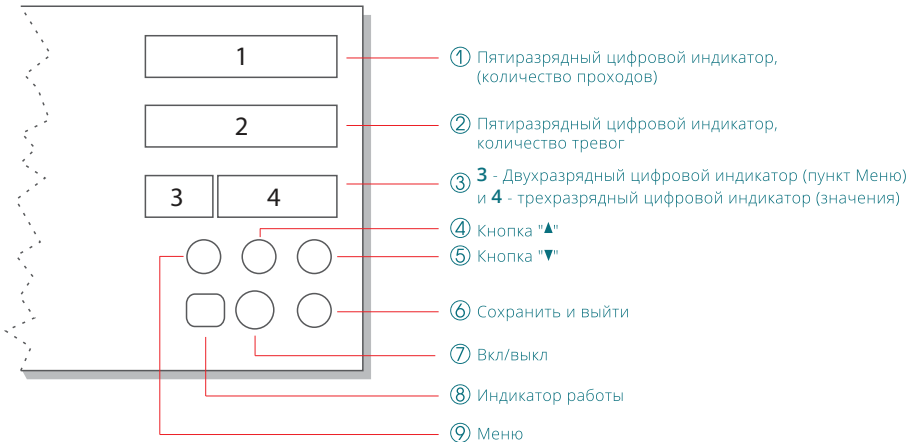 1
① Пятиразрядный цифровой индикатор,
(количество проходов)
2
② Пятиразрядный цифровой индикатор,
количество тревог
3 4
③ 3 - Двухразрядный цифровой индикатор (пункт Меню)
и 4 - трехразрядный цифровой индикатор (значения)
④ Кнопка "▲"
⑤ Кнопка "▼"
⑥ Сохранить и выйти
⑦ Вкл/выкл
⑧ Индикатор работы
⑨ Меню